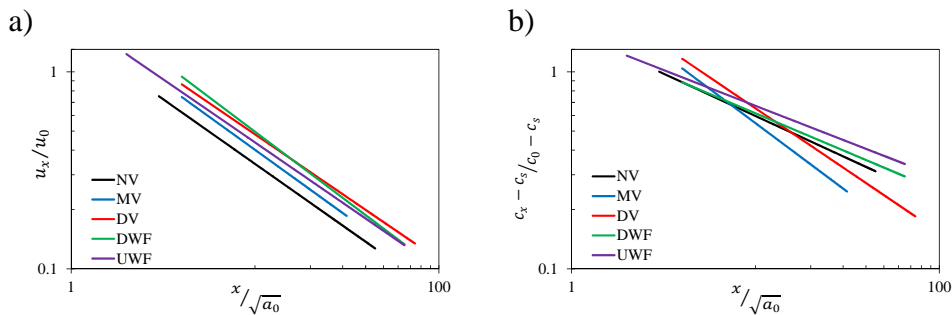 a)
1
0.1
u_x/u_0
NV
MV
DV
DWF
UWF
1
100
x/√a_0
b)
1
0.1
c_x − c_s/c_0 − c_s
NV
MV
DV
DWF
UWF
1
100
x/√a_0